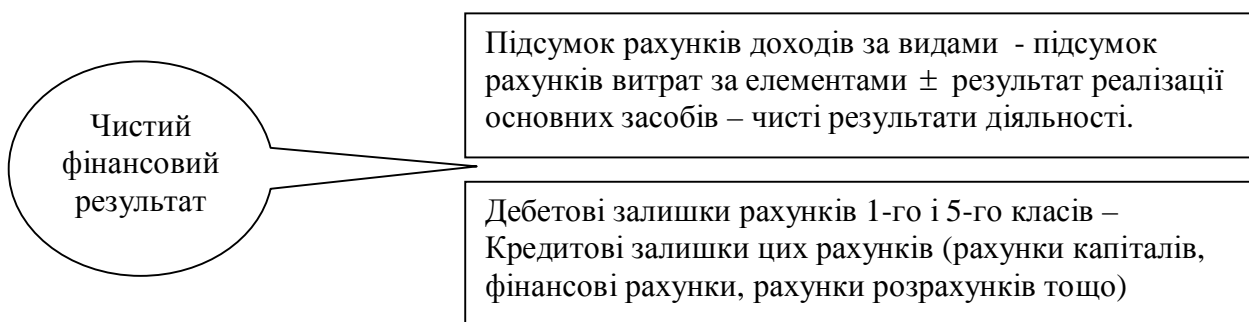 Чистий
фінансовий
результат
Підсумок рахунків доходів за видами - підсумок
рахунків витрат за елементами ± результат реалізації
основних засобів – чисті результати діяльності.
Дебетові залишки рахунків 1-го і 5-го класів –
Кредитові залишки цих рахунків (рахунки капіталів,
фінансові рахунки, рахунки розрахунків тощо)